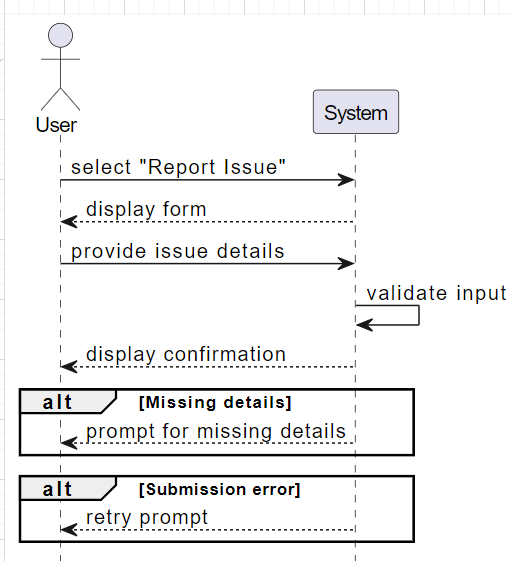 User
System
select "Report Issue"
display form
provide issue details
validate input
display confirmation
alt [Missing details]
prompt for missing details
alt [Submission error]
retry prompt